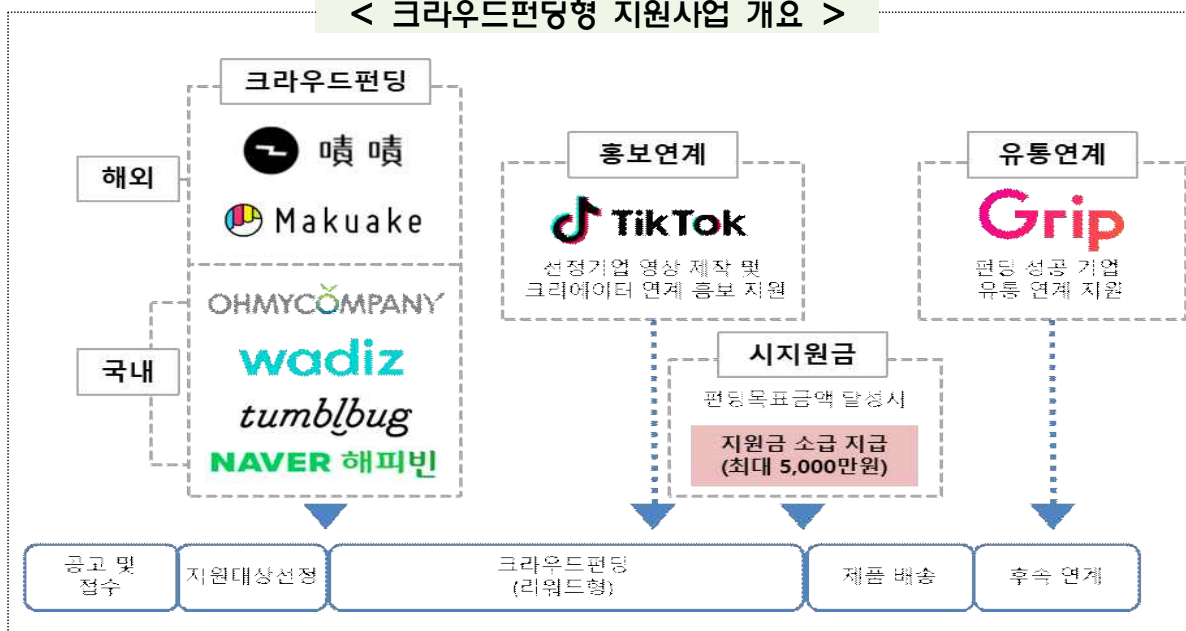 < 크라우드펀딩형 지원사업 개요 >
크라우드펀딩
해외
嘖 嘖
Makuake
국내
OHMYCOMPANY
wadiz
tumblbug
NAVER 해피빈
홍보연계
TikTok
선정기업 영상 제작 및
크리에이터 연계 홍보 지원
유통연계
Grip
펀딩 성공 기업
유통 연계 지원
시지원금
펀딩목표금액 달성시
지원금 소급 지급
(최대 5,000만원)
공고 및
접수
지원대상선정
크라우드펀딩
(리워드형)
제품 배송
후속 연계